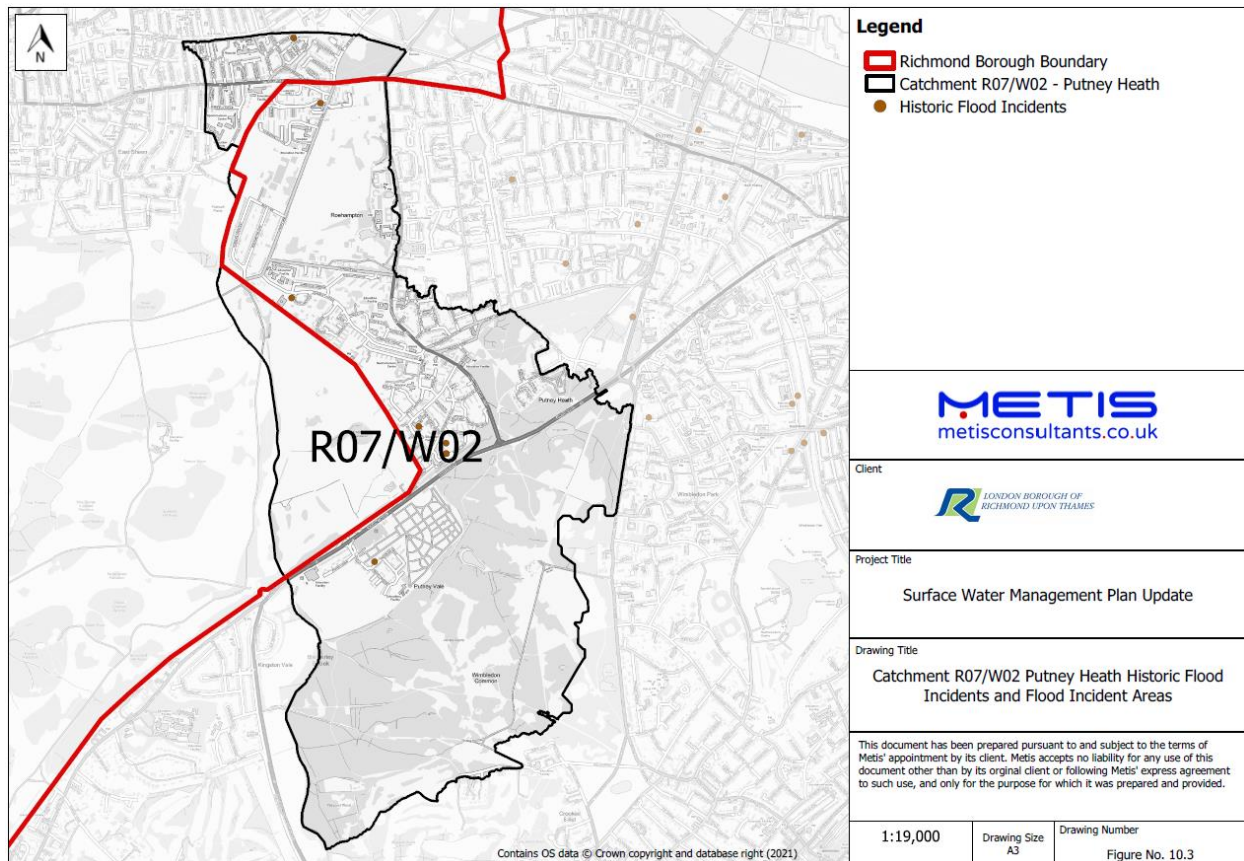 N
East Sheen
Roehampton
Putney Heath
R07/W02
Wimbledon Park
Putney Vale
Kingston Vale
Wimbledon
Common
Contains OS data © Crown copyright and database right (2021)
Legend
Richmond Borough Boundary
Catchment R07/W02 - Putney Heath
Historic Flood Incidents
METIS
metisconsultants.co.uk
Client
LONDON BOROUGH OF
RICHMOND UPON THAMES
Project Title
Surface Water Management Plan Update
Drawing Title
Catchment R07/W02 Putney Heath Historic Flood
Incidents and Flood Incident Areas
This document has been prepared pursuant to and subject to the terms of
Metis' appointment by its client. Metis accepts no liability for any use of this
document other than by its orginal client or following Metis' express agreement
to such use, and only for the purpose for which it was prepared and provided.
1:19,000
Drawing Size
A3
Drawing Number
Figure No. 10.3